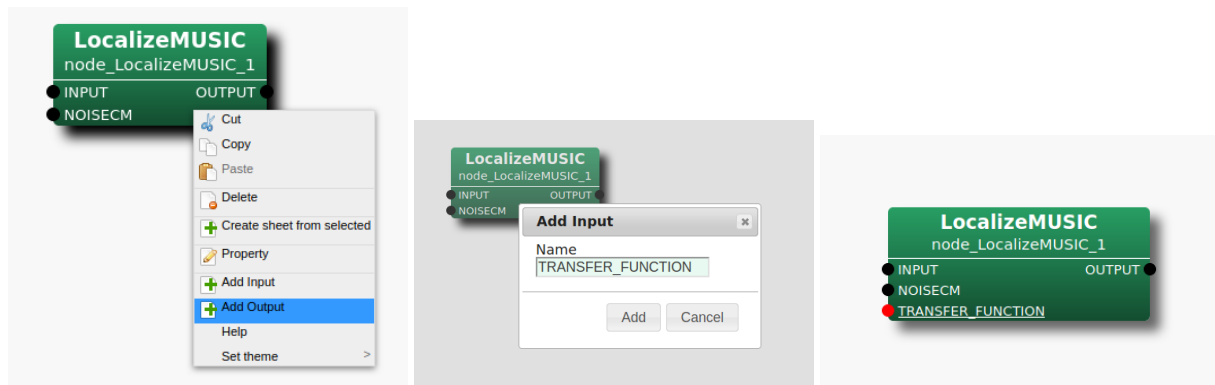 LocalizeMUSIC
node_LocalizeMUSIC_1
INPUT OUTPUT
NOISECM
Cut
Copy
Paste
Delete
Create sheet from selected
Property
Add Input
Add Output
Help
Set theme >
LocalizeMUSIC
node_LocalizeMUSIC_1
INPUT OUTPUT
NOISECM
Add Input ×
Name
TRANSFER_FUNCTION
Add Cancel
LocalizeMUSIC
node_LocalizeMUSIC_1
INPUT OUTPUT
NOISECM
TRANSFER_FUNCTION